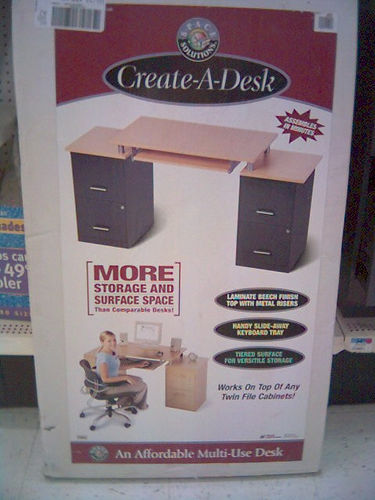 SPACE
SOLUTIONS
Create-A-Desk
ASSEMBLES
IN MINUTES
MORE
STORAGE AND
SURFACE SPACE
Than Comparable Desks!
LAMINATE BEECH FINISH
TOP WITH METAL RISERS
HANDY SLIDE-AWAY
KEYBOARD TRAY
TIERED SURFACE
FOR VERSATILE STORAGE
Works On Top Of Any
Twin File Cabinets!
An Affordable Multi-Use Desk
49